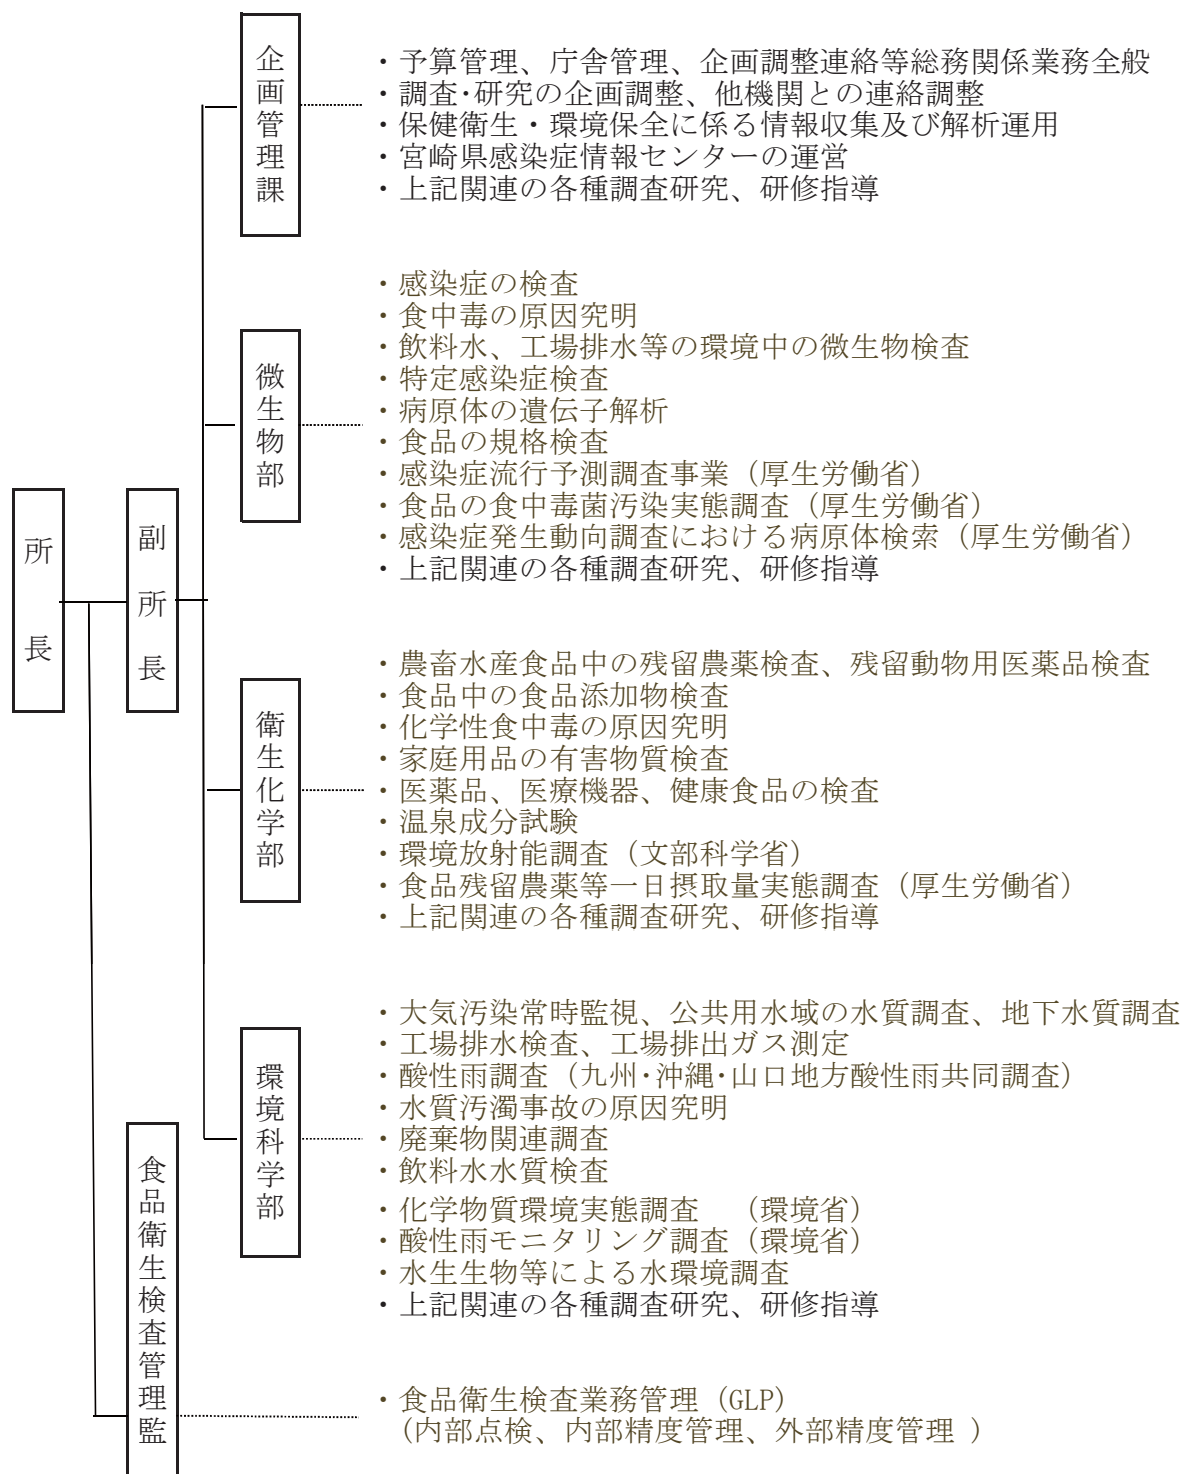 企画管理課
・予算管理、庁舎管理、企画調整連絡等総務関係業務全般
・調査･研究の企画調整、他機関との連絡調整
・保健衛生・環境保全に係る情報収集及び解析運用
・宮崎県感染症情報センターの運営
・上記関連の各種調査研究、研修指導
微生物部
・感染症の検査
・食中毒の原因究明
・飲料水、工場排水等の環境中の微生物検査
・特定感染症検査
・病原体の遺伝子解析
・食品の規格検査
・感染症流行予測調査事業（厚生労働省）
・食品の食中毒菌汚染実態調査（厚生労働省）
・感染症発生動向調査における病原体検索（厚生労働省）
・上記関連の各種調査研究、研修指導
所長
副所長
衛生化学部
・農畜水産食品中の残留農薬検査、残留動物用医薬品検査
・食品中の食品添加物検査
・化学性食中毒の原因究明
・家庭用品の有害物質検査
・医薬品、医療機器、健康食品の検査
・温泉成分試験
・環境放射能調査（文部科学省）
・食品残留農薬等一日摂取量実態調査（厚生労働省）
・上記関連の各種調査研究、研修指導
環境科学部
・大気汚染常時監視、公共用水域の水質調査、地下水質調査
・工場排水検査、工場排出ガス測定
・酸性雨調査（九州･沖縄･山口地方酸性雨共同調査）
・水質汚濁事故の原因究明
・廃棄物関連調査
・飲料水水質検査
・化学物質環境実態調査　（環境省）
・酸性雨モニタリング調査（環境省）
・水生生物等による水環境調査
・上記関連の各種調査研究、研修指導
食品衛生検査管理監
・食品衛生検査業務管理（GLP）
（内部点検、内部精度管理、外部精度管理 ）